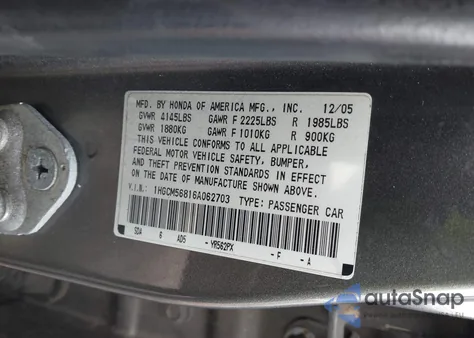 MFD. BY HONDA OF AMERICA MFG., INC. 12/05
GVWR 4145LBS GAWR F 2225LBS R 1985LBS
GVWR 1880KG GAWR F 1010KG R 900KG
THIS VEHICLE CONFORMS TO ALL APPLICABLE
FEDERAL MOTOR VEHICLE SAFETY, BUMPER,
AND THEFT PREVENTION STANDARDS IN EFFECT
ON THE DATE OF MANUFACTURE SHOWN ABOVE.
V.I.N.: 1HGCM56816A062703 TYPE: PASSENGER CAR
SDA 6 AD5 - YR562PX - F - A
autoSnap